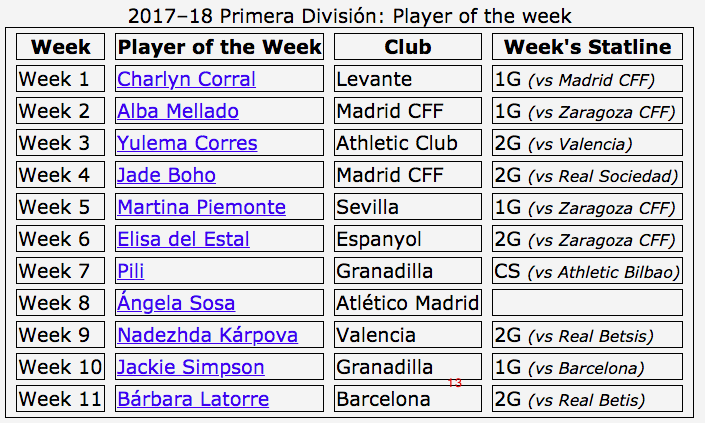 2017–18 Primera División: Player of the week
Week Player of the Week Club Week's Statline
Week 1 Charlyn Corral Levante 1G (vs Madrid CFF)
Week 2 Alba Mellado Madrid CFF 1G (vs Zaragoza CFF)
Week 3 Yulema Corres Athletic Club 2G (vs Valencia)
Week 4 Jade Boho Madrid CFF 2G (vs Real Sociedad)
Week 5 Martina Piemonte Sevilla 1G (vs Zaragoza CFF)
Week 6 Elisa del Estal Espanyol 2G (vs Zaragoza CFF)
Week 7 Pili Granadilla CS (vs Athletic Bilbao)
Week 8 Ángela Sosa Atlético Madrid
Week 9 Nadezhda Kárpova Valencia 2G (vs Real Betsis)
Week 10 Jackie Simpson Granadilla 1G (vs Barcelona)
13
Week 11 Bárbara Latorre Barcelona 2G (vs Real Betis)